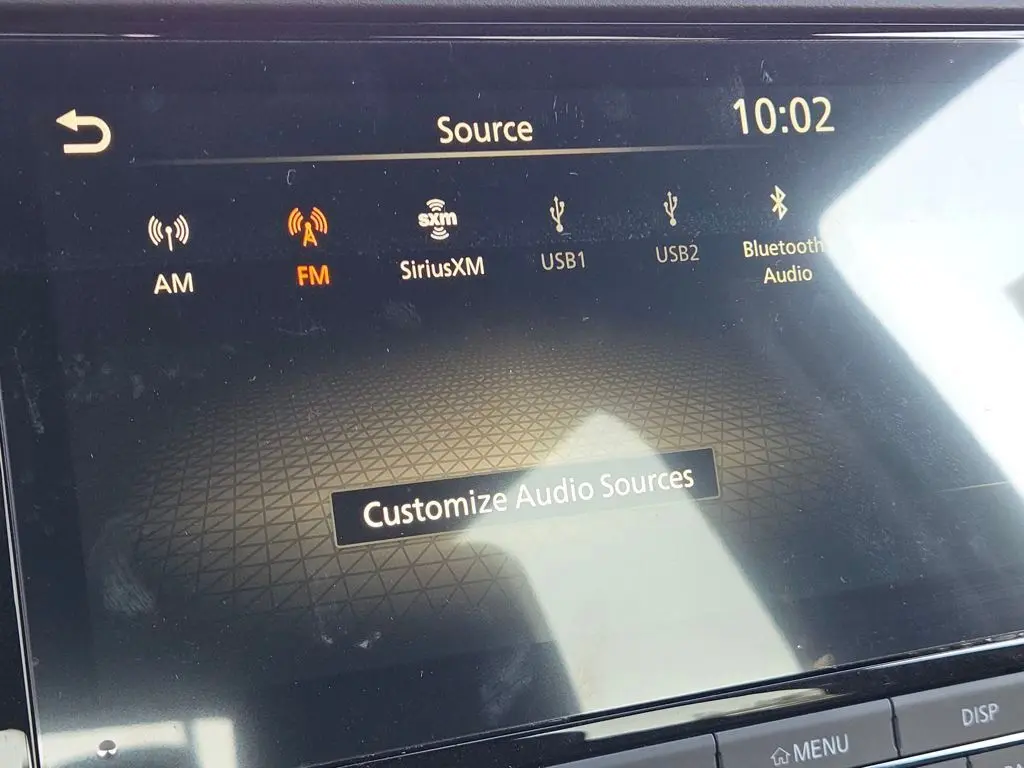 Source
10:02
AM
FM
sxm
SiriusXM
USB1
USB2
Bluetooth
Audio
Customize Audio Sources
MENU
DISP